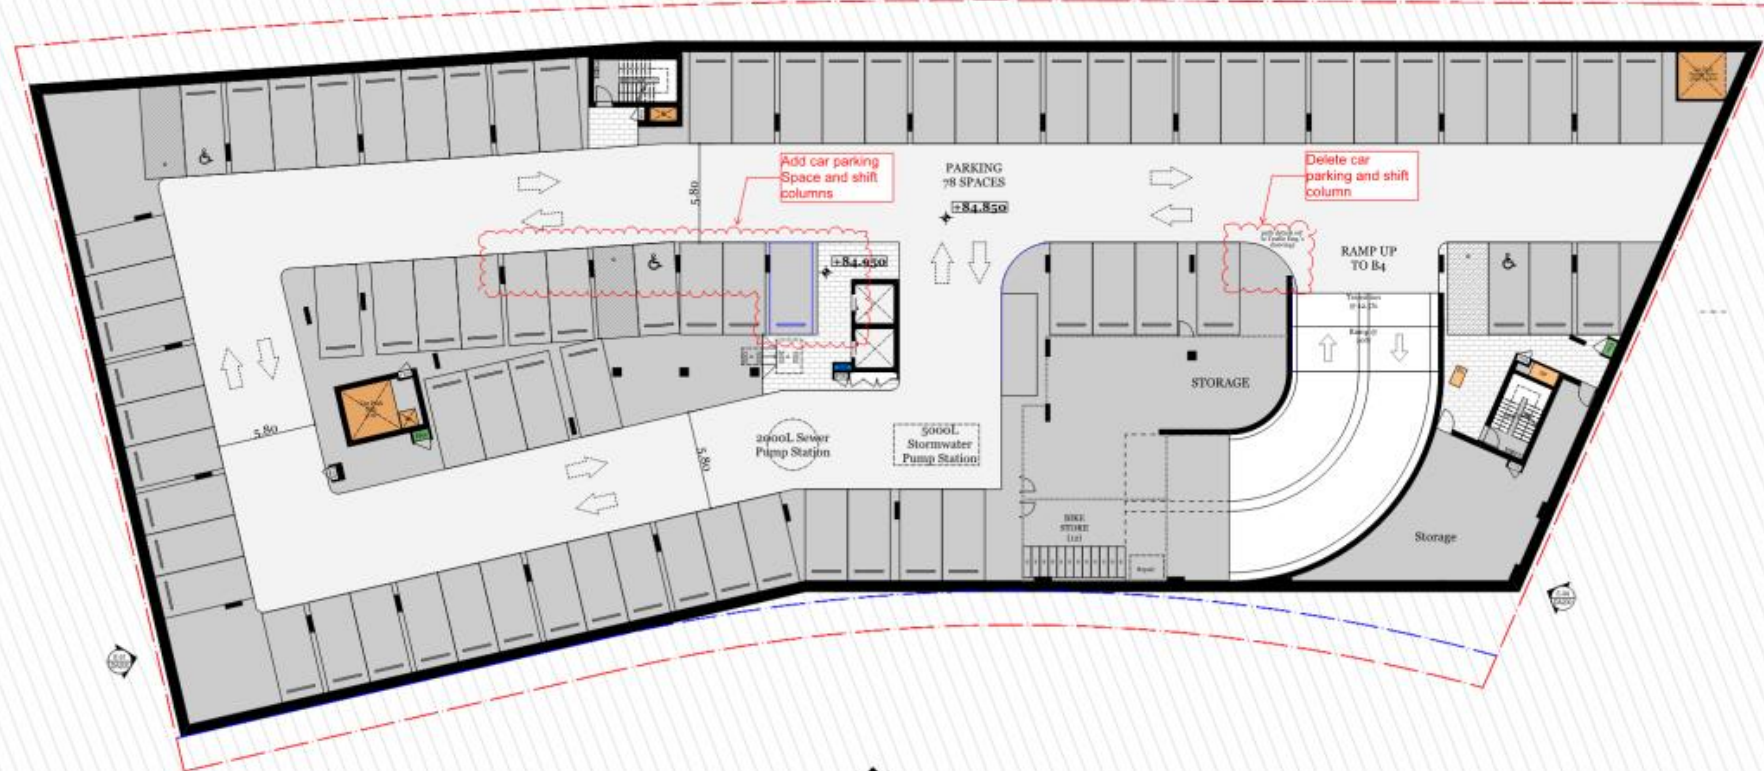 Add car parking
Space and shift
columns
PARKING
78 SPACES
+84.850
Delete car
parking and shift
column
5.80
RAMP UP
TO B4
+84.950
STORAGE
5.80
5.80
2000L Sewer
Pump Station
5000L
Stormwater
Pump Station
BIKE
STORE
(12)
Repair
Storage